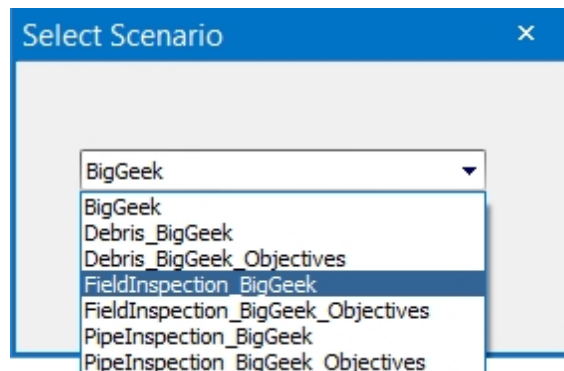 Select Scenario
BigGeek
BigGeek
Debris_BigGeek
Debris_BigGeek_Objectives
FieldInspection_BigGeek
FieldInspection_BigGeek_Objectives
PipeInspection_BigGeek
PipeInspection_BigGeek_Objectives